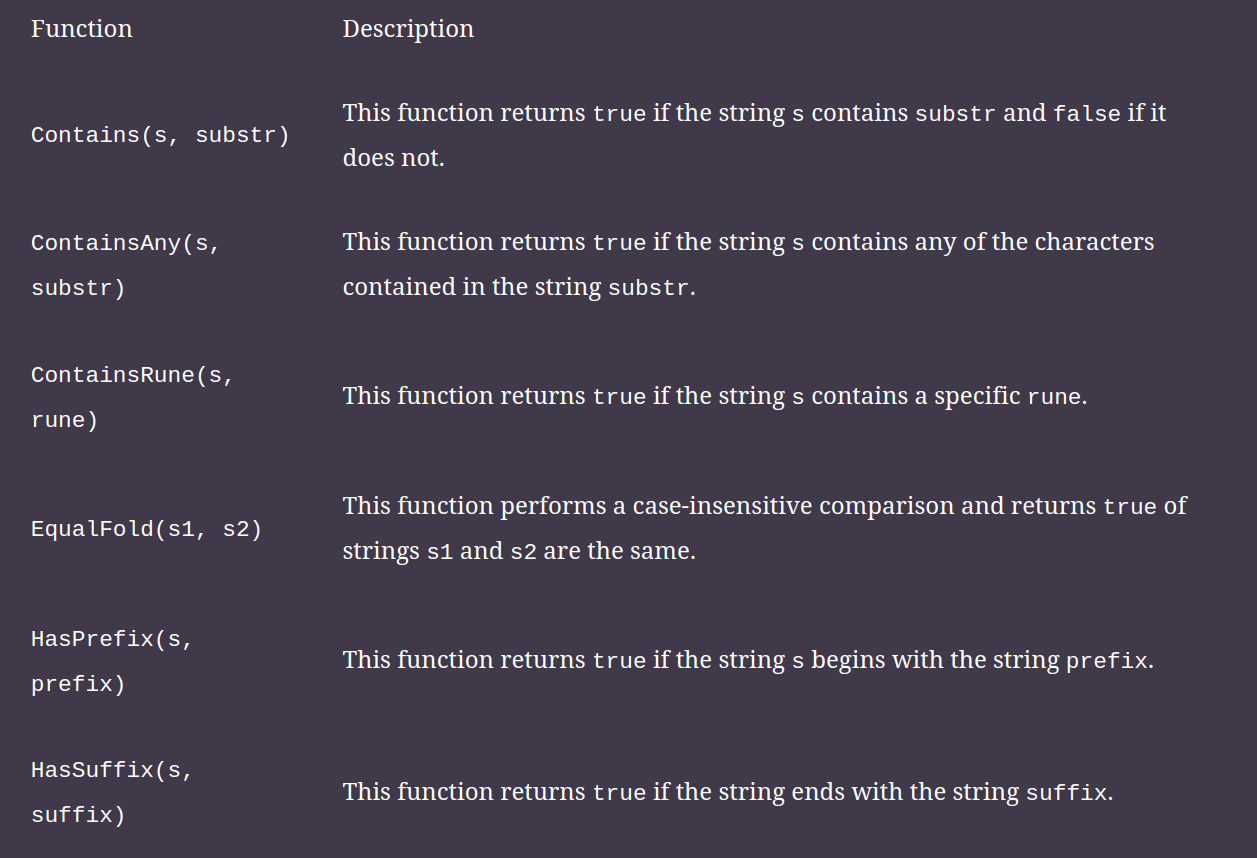 Function Description
Contains(s, substr)
This function returns true if the string s contains substr and false if it
does not.
ContainsAny(s,
substr)
This function returns true if the string s contains any of the characters
contained in the string substr.
ContainsRune(s,
rune)
This function returns true if the string s contains a specific rune.
EqualFold(s1, s2)
This function performs a case-insensitive comparison and returns true of
strings s1 and s2 are the same.
HasPrefix(s,
prefix)
This function returns true if the string s begins with the string prefix.
HasSuffix(s,
suffix)
This function returns true if the string ends with the string suffix.